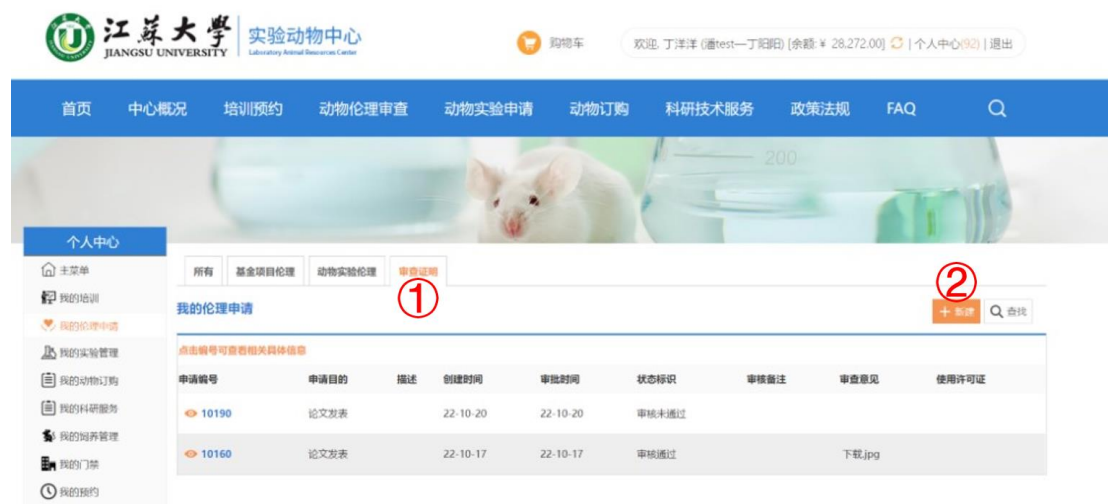 江苏大学 实验动物中心
JIANGSU UNIVERSITY Laboratory Animal Resources Center
购物车 欢迎, 丁洋洋 (潘test—丁阳阳) [余额:¥ 28,272.00] | 个人中心(92) | 退出
首页 中心概况 培训预约 动物伦理审查 动物实验申请 动物订购 科研技术服务 政策法规 FAQ
200
个人中心
主菜单
我的培训
我的伦理申请
我的实验管理
我的动物订购
我的科研服务
我的饲养管理
我的门禁
我的预约
所有 基金项目伦理 动物实验伦理 审查证明
① ②
我的伦理申请 + 新建 查找
点击编号可查看相关具体信息
申请编号 申请目的 描述 创建时间 审批时间 状态标识 审核备注 审查意见 使用许可证
10190 论文发表 22-10-20 22-10-20 审核未通过
10160 论文发表 22-10-17 22-10-17 审核通过 下载.jpg